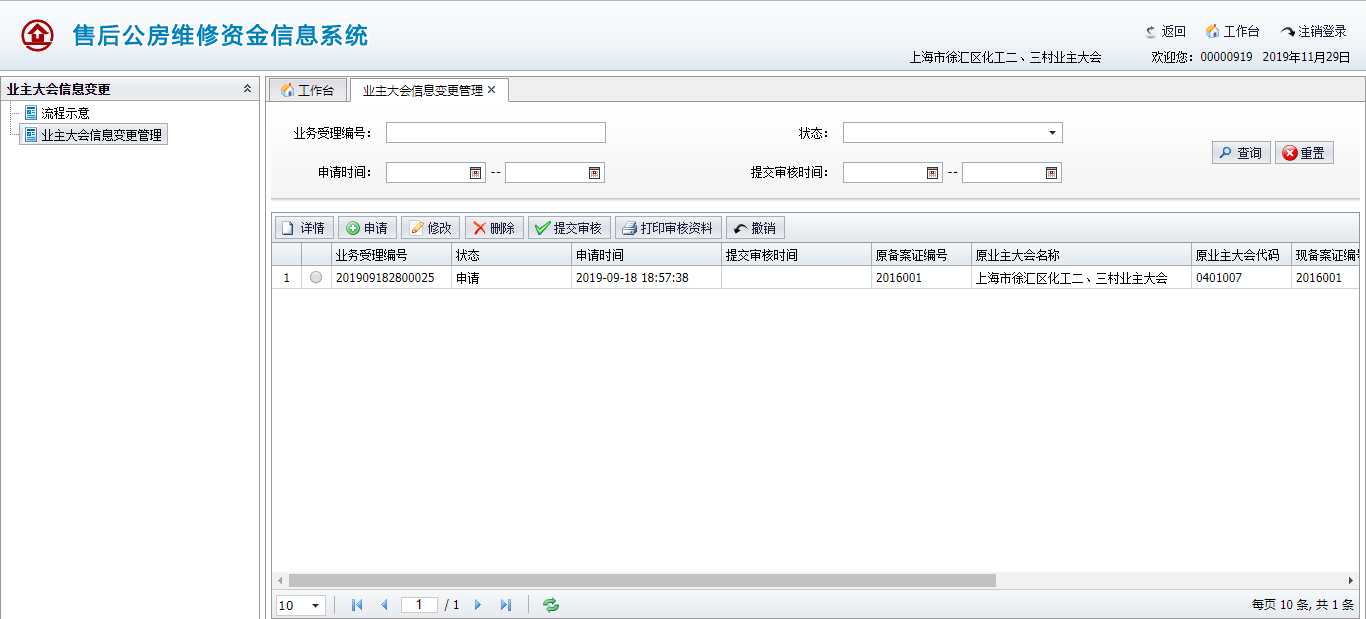 售后公房维修资金信息系统
返回 工作台 注销登录
上海市徐汇区化工二、三村业主大会 欢迎您: 00000919 2019年11月29日
业主大会信息变更
流程示意
业主大会信息变更管理
工作台 业主大会信息变更管理 ×
业务受理编号: 状态:
查询 重置
申请时间: -- 提交审核时间: --
详情 申请 修改 删除 提交审核 打印审核资料 撤销
业务受理编号 状态 申请时间 提交审核时间 原备案证编号 原业主大会名称 原业主大会代码 现备案证编号
1 201909182800025 申请 2019-09-18 18:57:38 2016001 上海市徐汇区化工二、三村业主大会 0401007 2016001
10 1 / 1 每页 10 条, 共 1 条